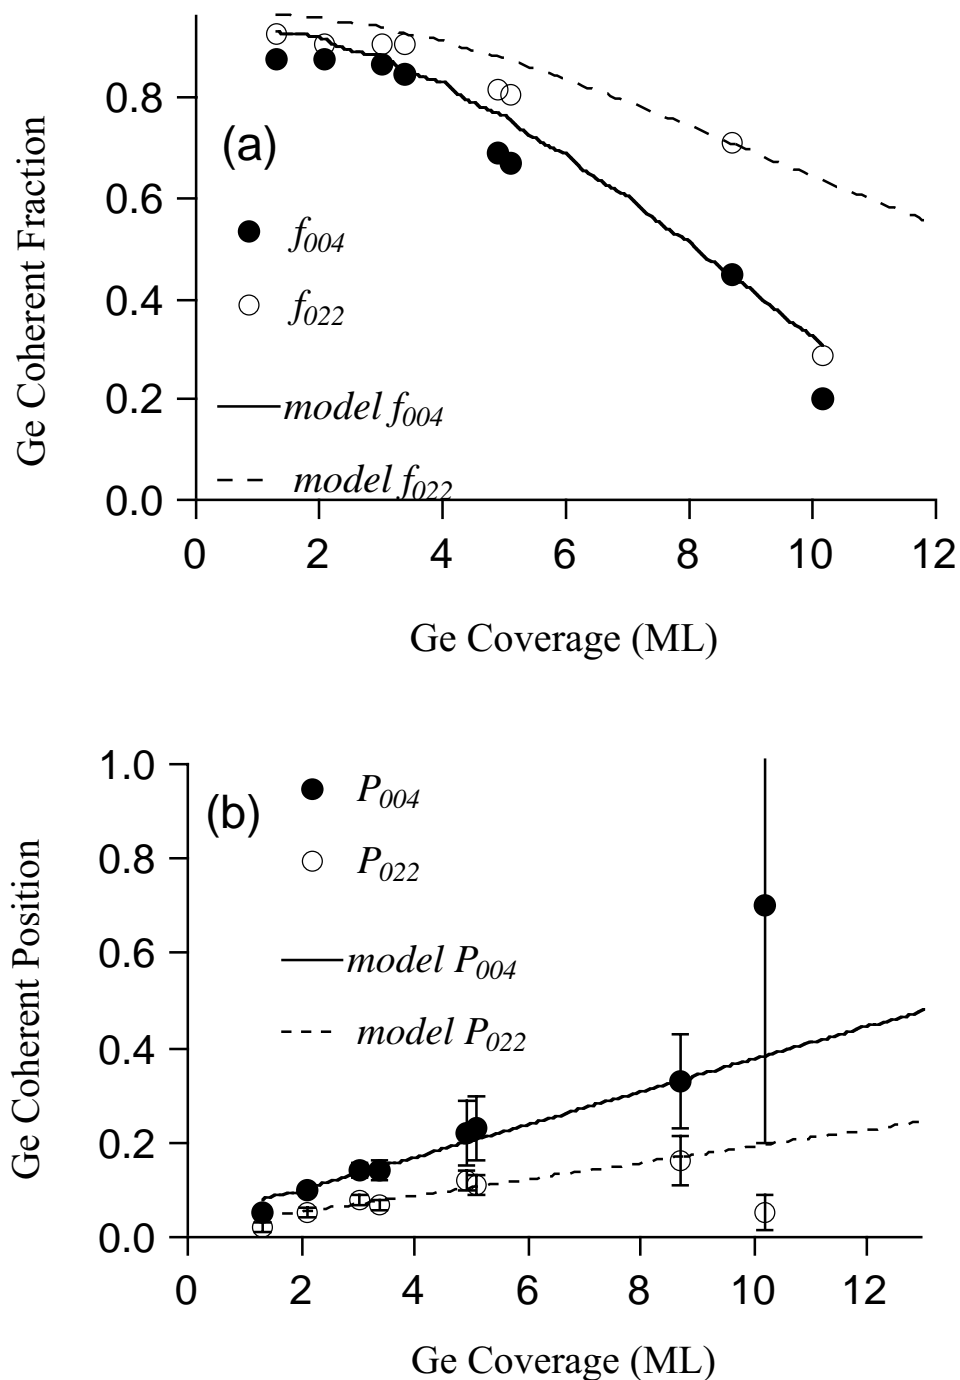 0.8
0.6
0.4
0.2
0.0
Ge Coherent Fraction
(a)
f004
f022
model f004
model f022
0 2 4 6 8 10 12
Ge Coverage (ML)
1.0
0.8
0.6
0.4
0.2
0.0
Ge Coherent Position
(b)
P004
P022
model P004
model P022
0 2 4 6 8 10 12
Ge Coverage (ML)